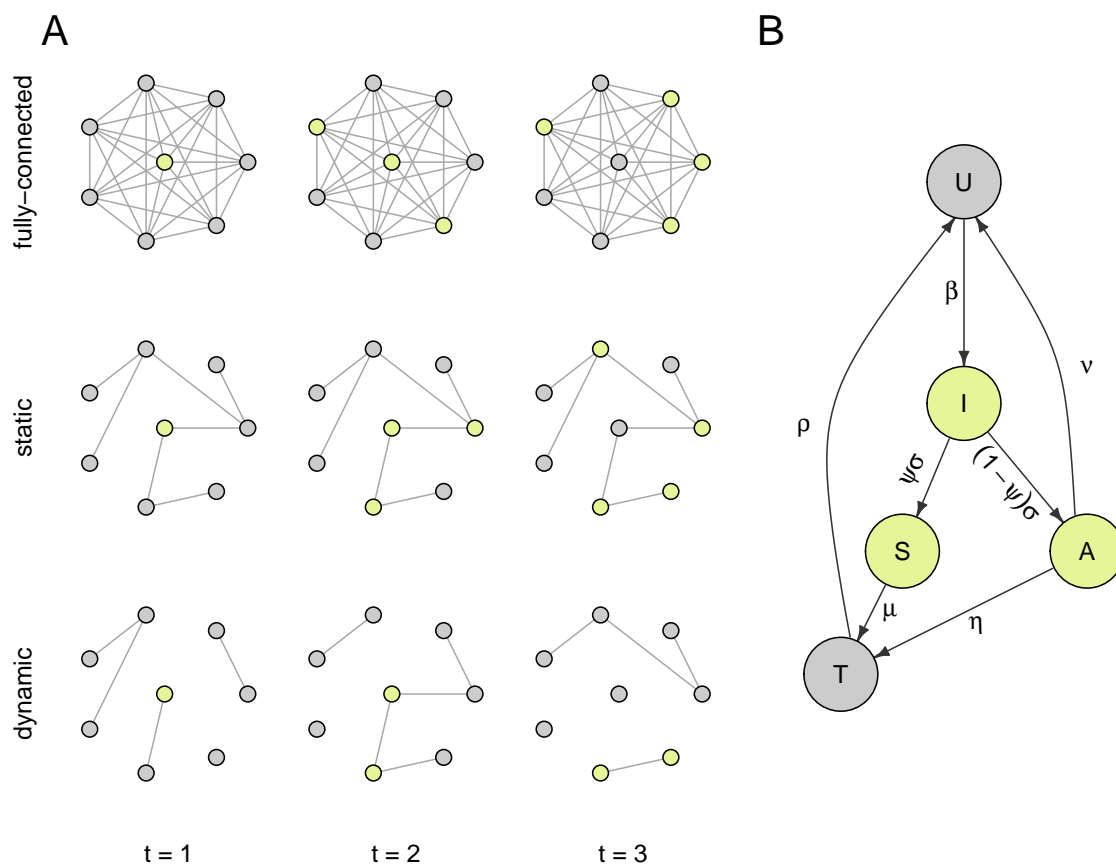 A
B
fully−connected
static
dynamic
t = 1
t = 2
t = 3
U
β
I
ν
ρ
ψσ
(1−ψ)σ
S
A
μ
η
T